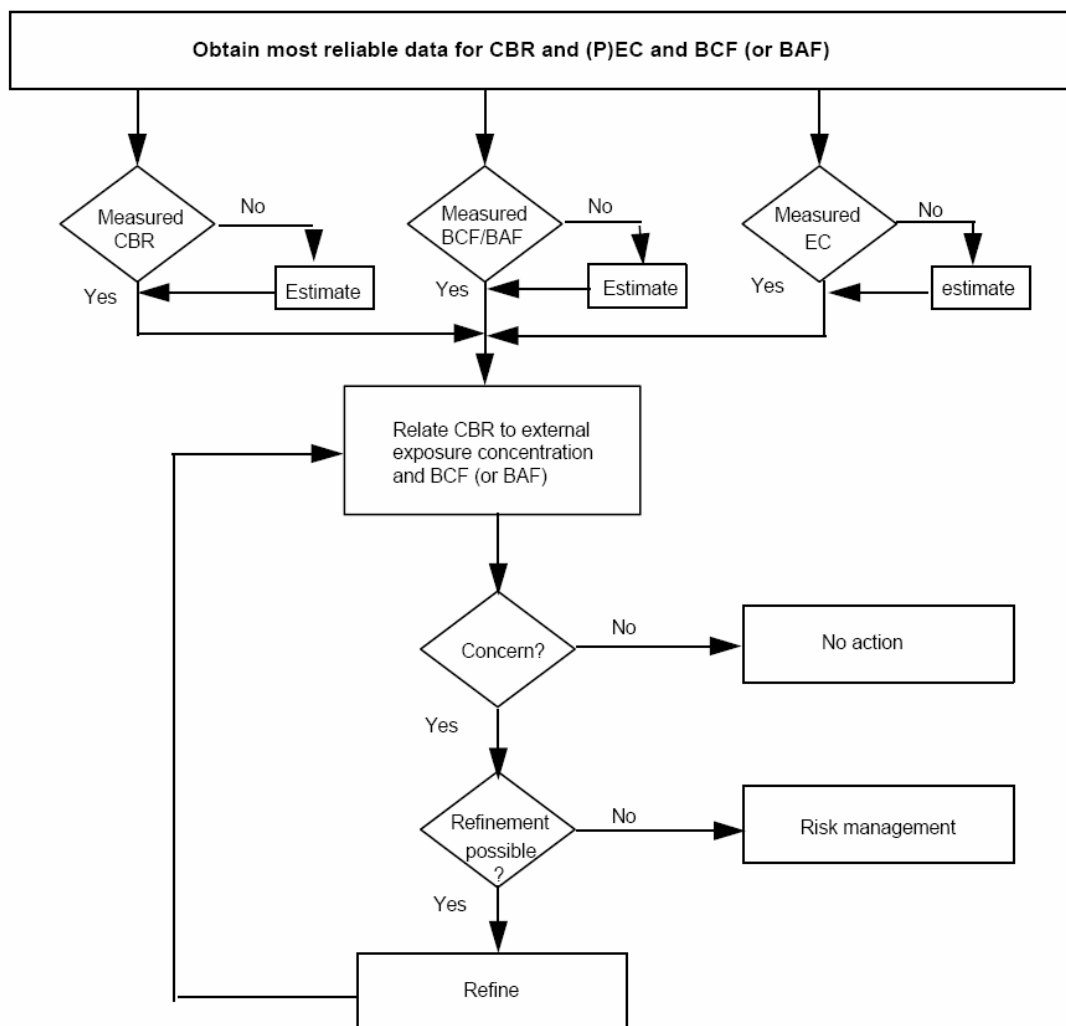 Obtain most reliable data for CBR and (P)EC and BCF (or BAF)
Measured
CBR
No
Estimate
Yes
Measured
BCF/BAF
No
Estimate
Yes
Measured
EC
No
estimate
Yes
Relate CBR to external
exposure concentration
and BCF (or BAF)
Concern?
No
No action
Yes
Refinement
possible
?
No
Risk management
Yes
Refine